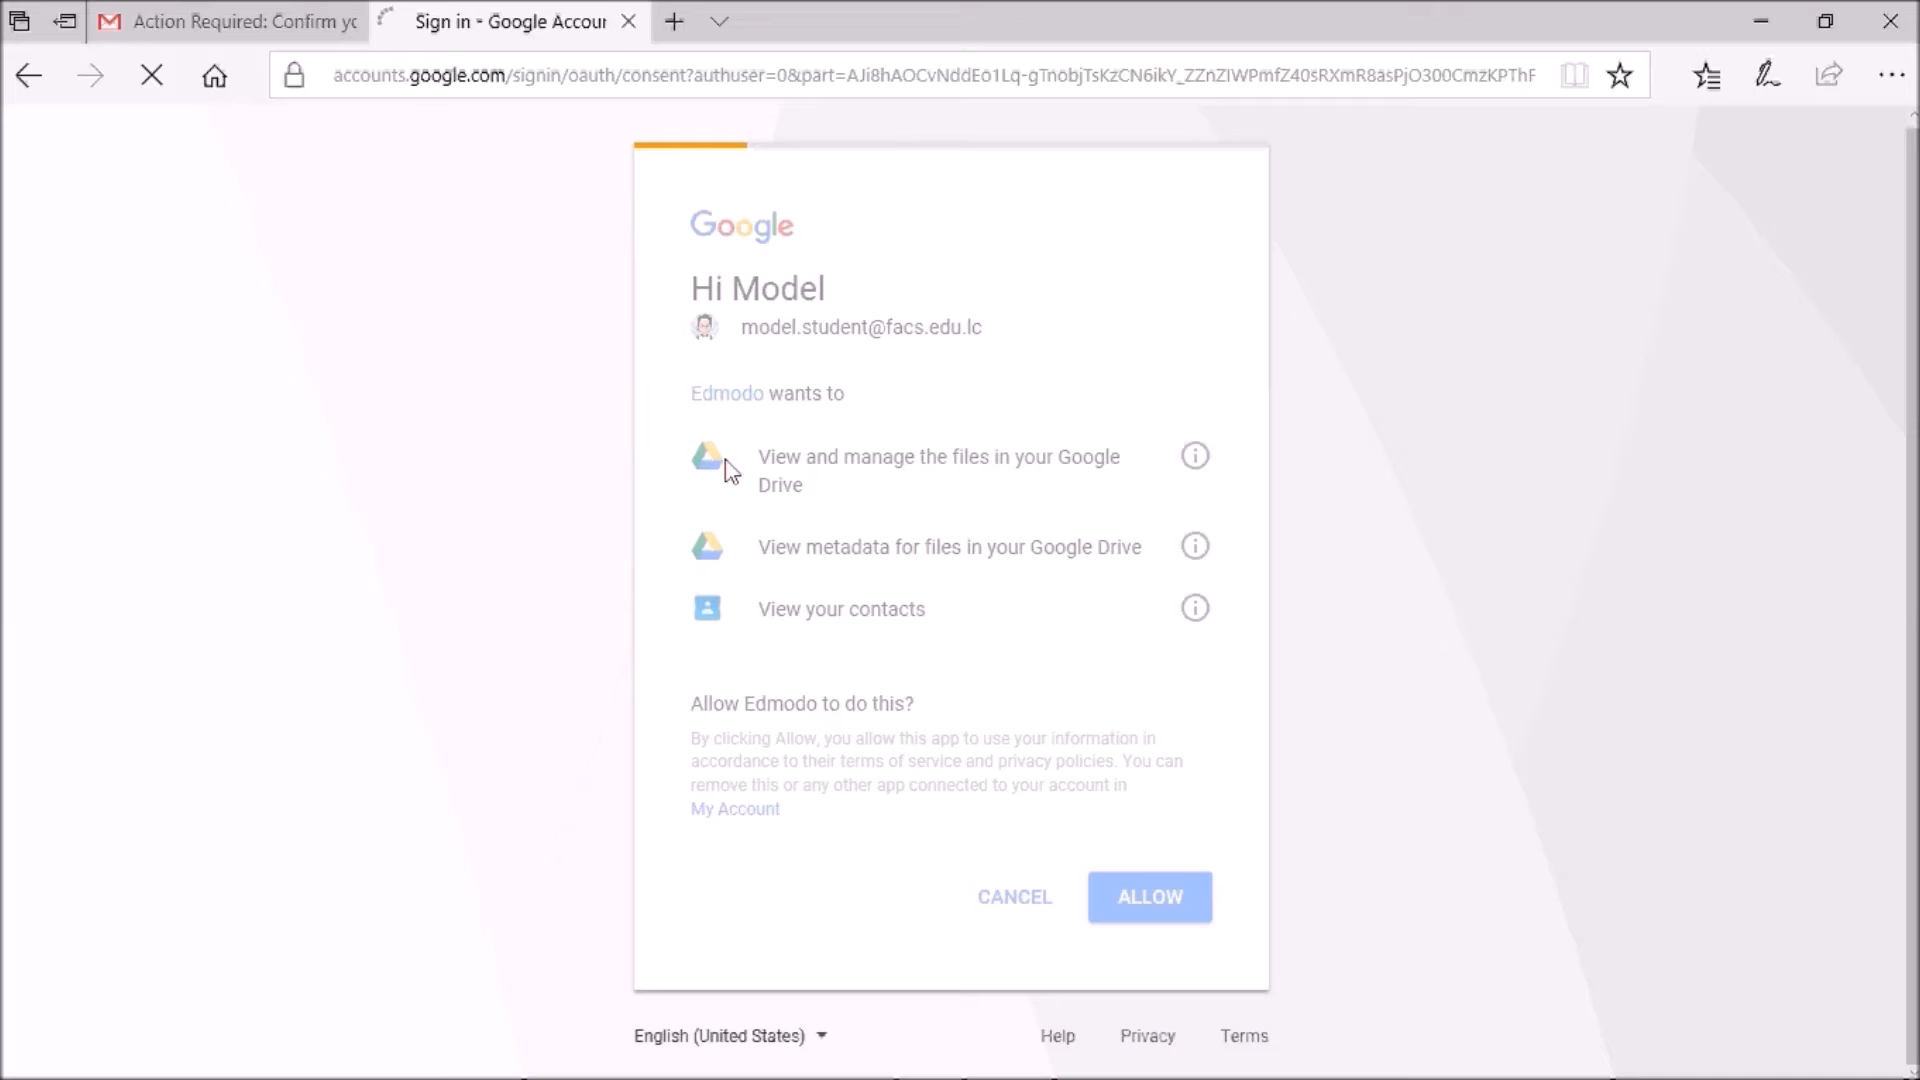 Action Required: Confirm yc
Sign in - Google Accour
accounts.google.com/signin/oauth/consent?authuser=0&part=AJi8hAOCvNddEo1Lq-gTnobjTsKzCN6ikY_ZZnZIWPmfZ40sRXmR8asPjO300CmzKPThF
Google
Hi Model
model.student@facs.edu.lc
Edmodo wants to
View and manage the files in your Google
Drive
View metadata for files in your Google Drive
View your contacts
Allow Edmodo to do this?
By clicking Allow, you allow this app to use your information in
accordance to their terms of service and privacy policies. You can
remove this or any other app connected to your account in
My Account
CANCEL ALLOW
English (United States) Help Privacy Terms